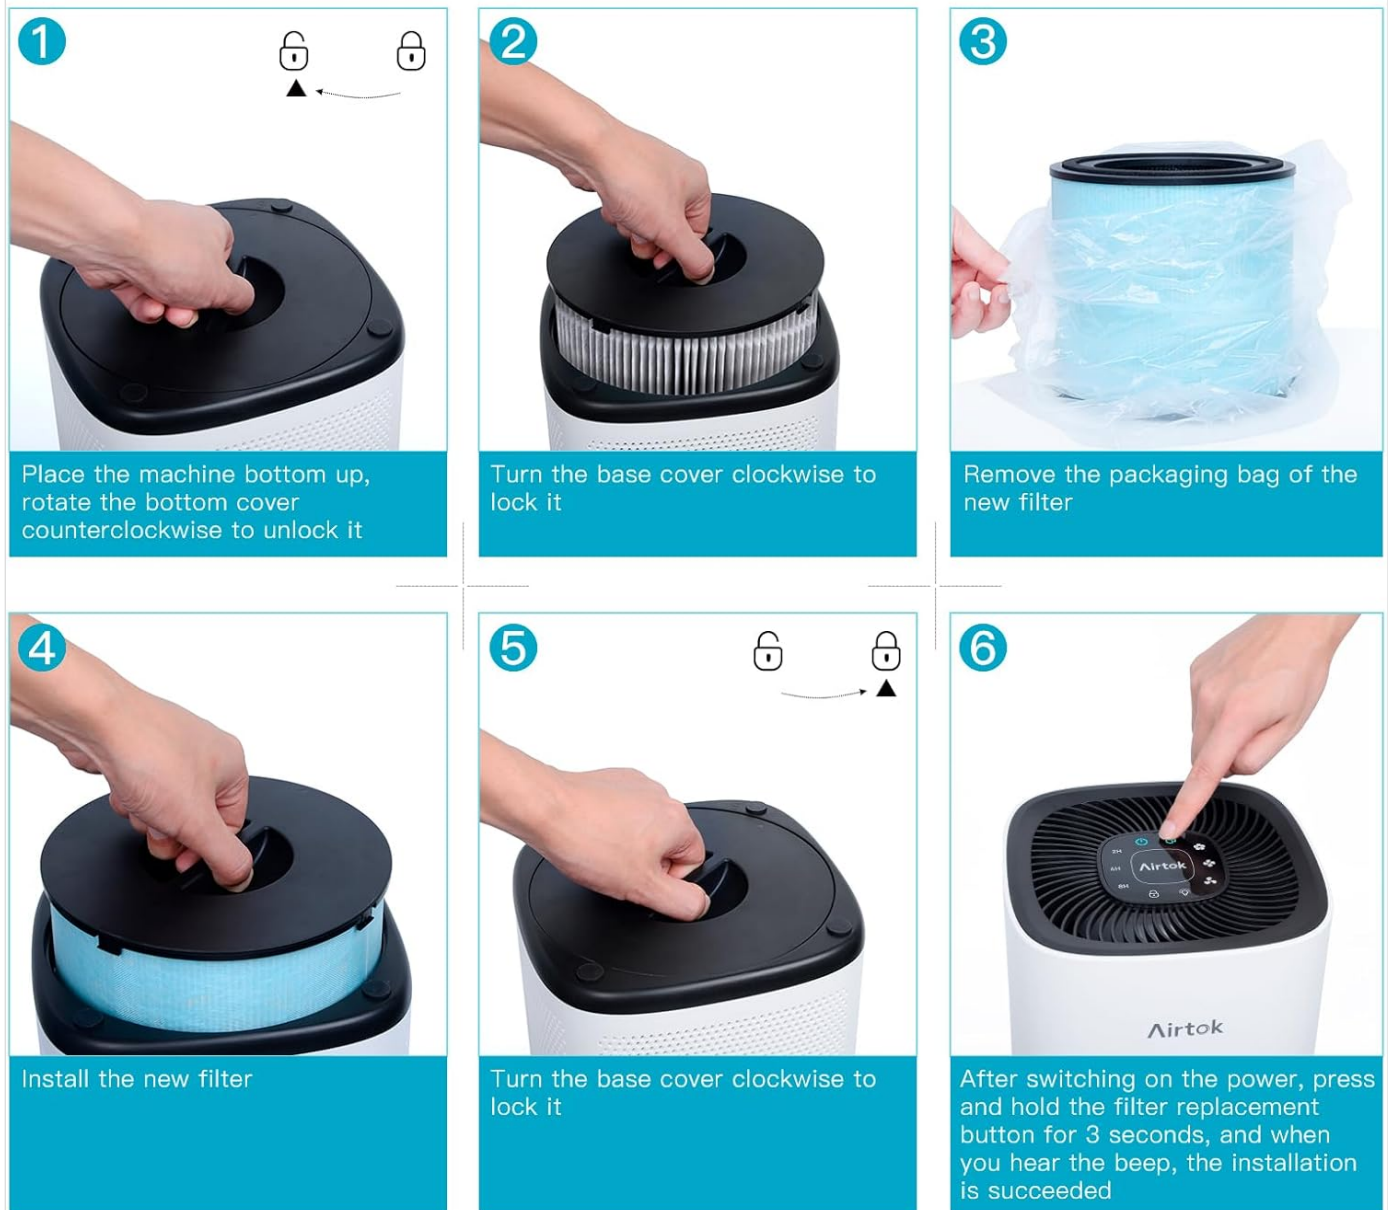 1
Place the machine bottom up,
rotate the bottom cover
counterclockwise to unlock it
2
Turn the base cover clockwise to
lock it
3
Remove the packaging bag of the
new filter
4
Install the new filter
5
Turn the base cover clockwise to
lock it
6
2H
4H
8H
Airtok
Airtok
After switching on the power, press
and hold the filter replacement
button for 3 seconds, and when
you hear the beep, the installation
is succeeded